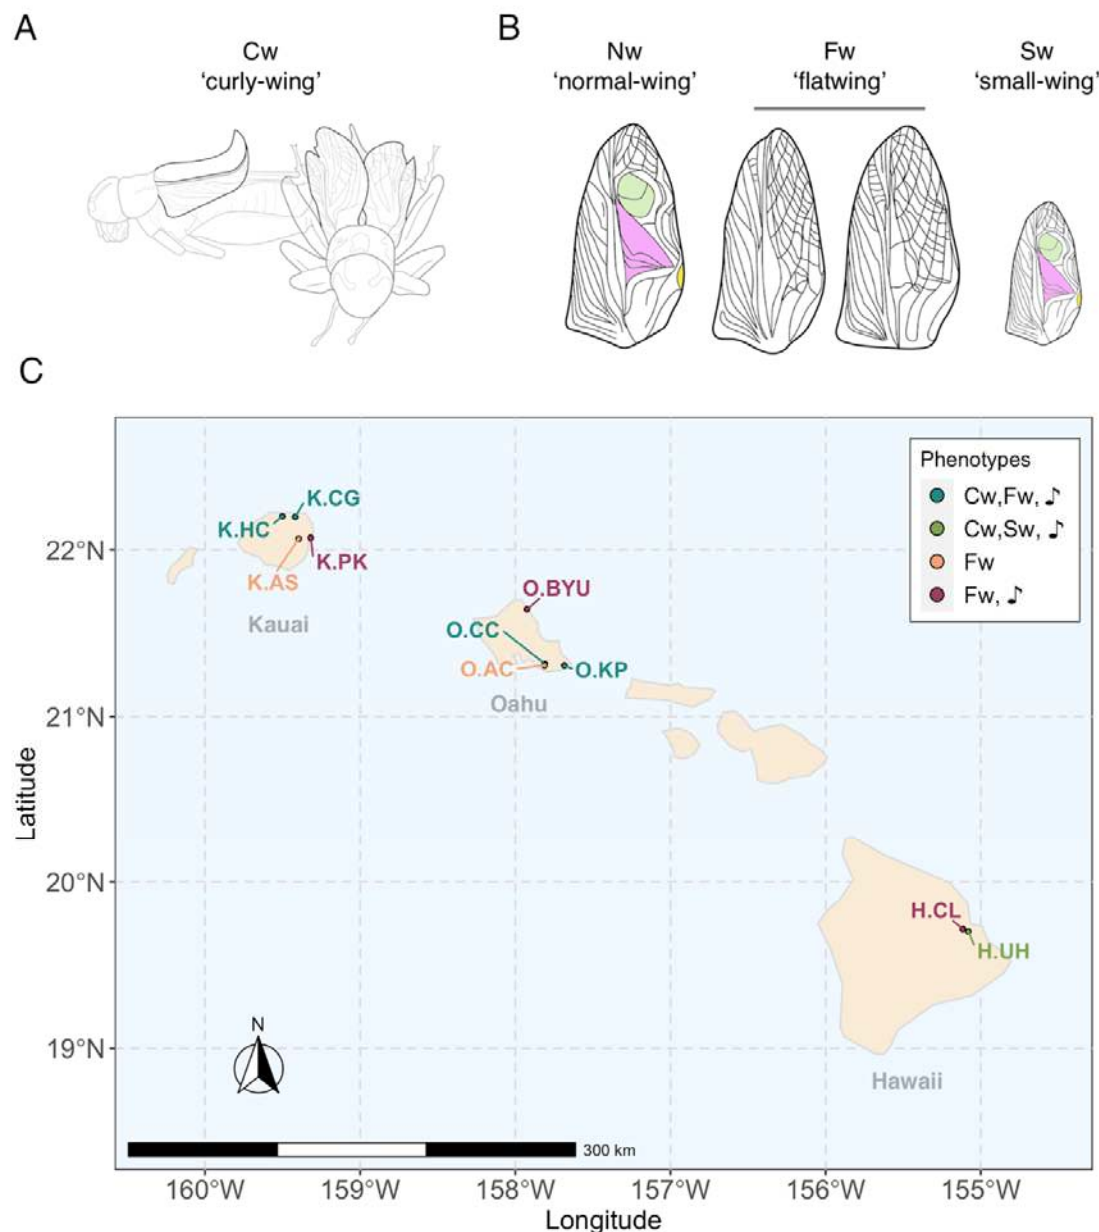 A
Cw
‘curly-wing’
B
Nw
‘normal-wing’
Fw
‘flatwing’
Sw
‘small-wing’
C
Phenotypes
Cw,Fw, ♪
Cw,Sw, ♪
Fw
Fw, ♪
K.CG
K.HC
K.PK
K.AS
Kauai
O.BYU
O.CC
O.AC
O.KP
Oahu
H.CL
H.UH
Hawaii
N
300 km
22°N
21°N
20°N
19°N
Latitude
160°W 159°W 158°W 157°W 156°W 155°W
Longitude